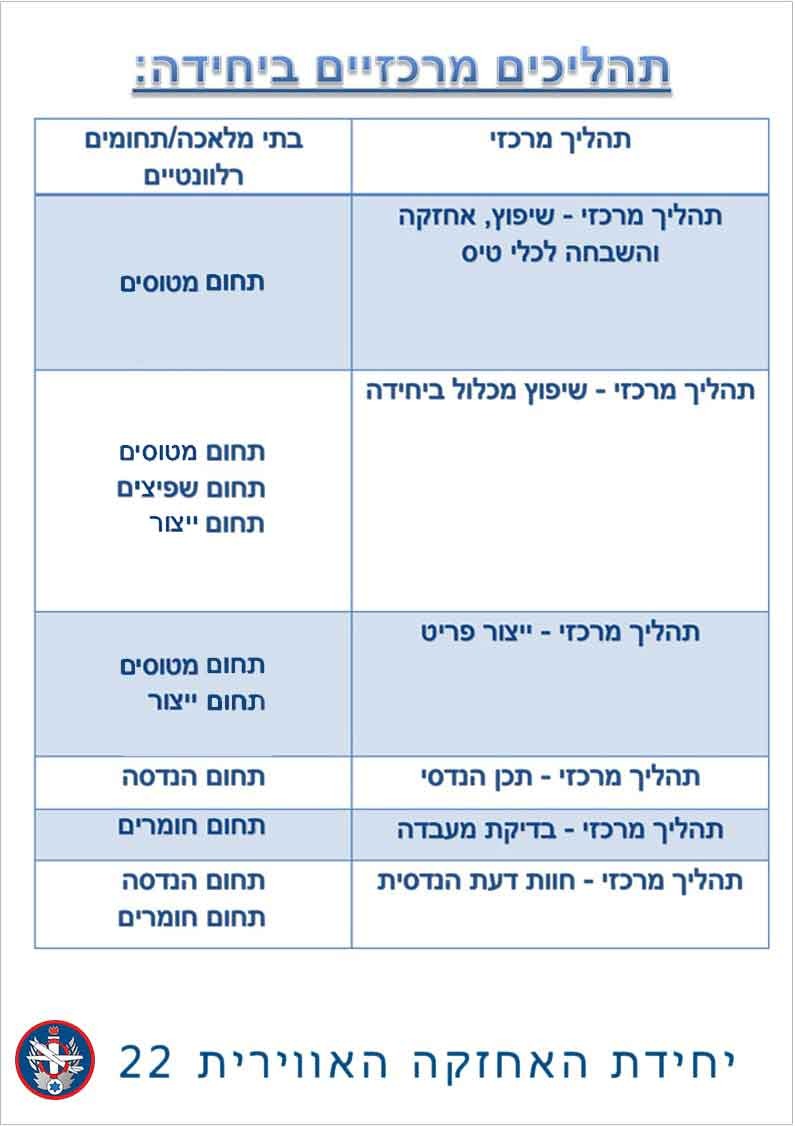 תהליכים מרכזיים ביחידה:
תהליך מרכזי
בתי מלאכה/תחומים
רלוונטיים
תהליך מרכזי - שיפוץ, אחזקה
והשבחה לכלי טיס
תחום מטוסים
תהליך מרכזי - שיפוץ מכלול ביחידה
תחום מטוסים
תחום שפיצים
תחום ייצור
תהליך מרכזי - ייצור פריט
תחום מטוסים
תחום ייצור
תהליך מרכזי - תכן הנדסי
תחום הנדסה
תהליך מרכזי - בדיקת מעבדה
תחום חומרים
תהליך מרכזי - חוות דעת הנדסית
תחום הנדסה
תחום חומרים
יחידת האחזקה האווירית 22